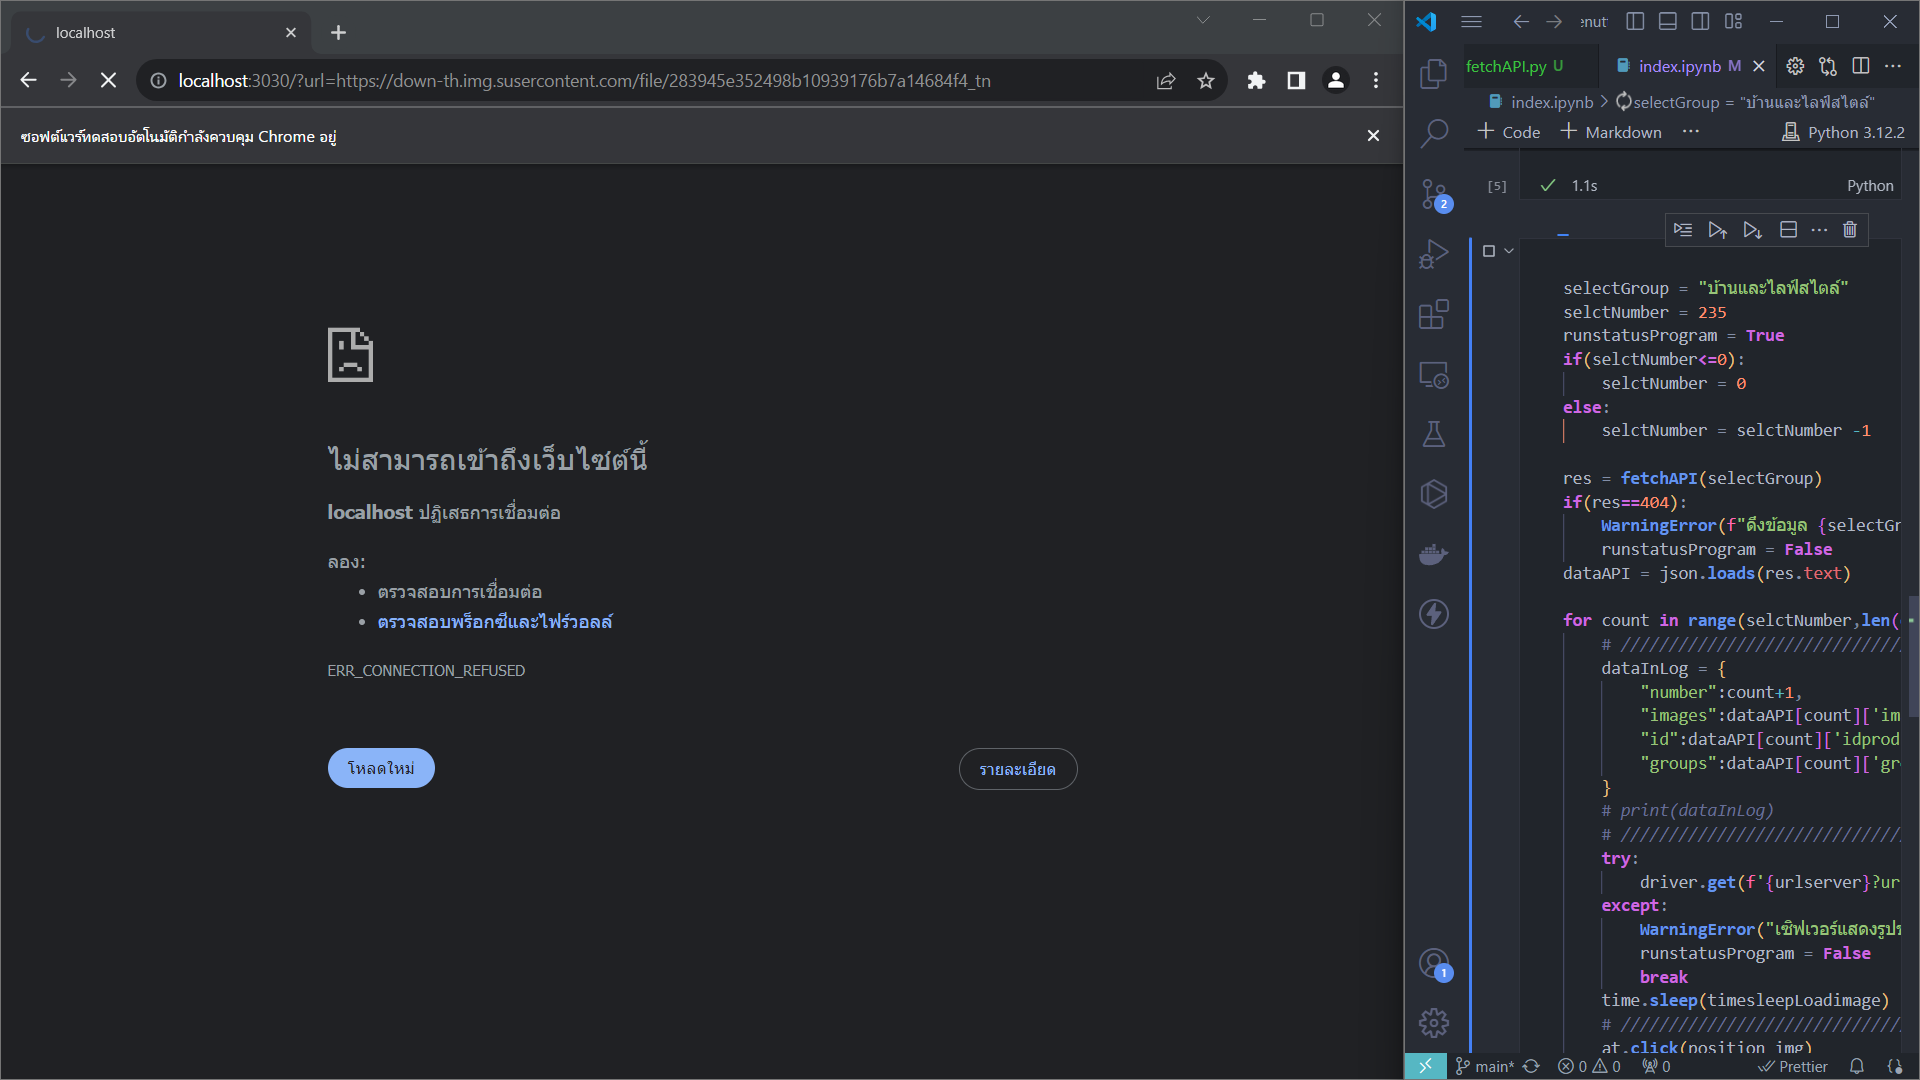 localhost
localhost:3030/?url=https://down-th.img.susercontent.com/file/283945e352498b10939176b7a14684f4_tn
ซอฟต์แวร์ทดสอบอัตโนมัติกำลังควบคุม Chrome อยู่
ไม่สามารถเข้าถึงเว็บไซต์นี้
localhost ปฏิเสธการเชื่อมต่อ
ลอง:
ตรวจสอบการเชื่อมต่อ
ตรวจสอบพร็อกซีและไฟร์วอลล์
ERR_CONNECTION_REFUSED
โหลดใหม่
รายละเอียด
fetchAPI.py U
index.ipynb M
index.ipynb > selectGroup = "บ้านและไลฟ์สไตล์"
+ Code + Markdown ... Python 3.12.2
[5] 1.1s Python
selectGroup = "บ้านและไลฟ์สไตล์"
selctNumber = 235
runstatusProgram = True
if(selctNumber<=0):
selctNumber = 0
else:
selctNumber = selctNumber -1
res = fetchAPI(selectGroup)
if(res==404):
WarningError(f"ดึงข้อมูล {selectGr
runstatusProgram = False
dataAPI = json.loads(res.text)
for count in range(selctNumber,len(
# /////////////////////////////
dataInLog = {
"number":count+1,
"images":dataAPI[count]['im
"id":dataAPI[count]['idprod
"groups":dataAPI[count]['gr
}
# print(dataInLog)
# /////////////////////////////
try:
driver.get(f'{urlserver}?ur
except:
WarningError("เซิฟเวอร์แสดงรูป
runstatusProgram = False
break
time.sleep(timesleepLoadimage)
# /////////////////////////////
at.click(position_img)
2
1
main* 0 0 0 Prettier